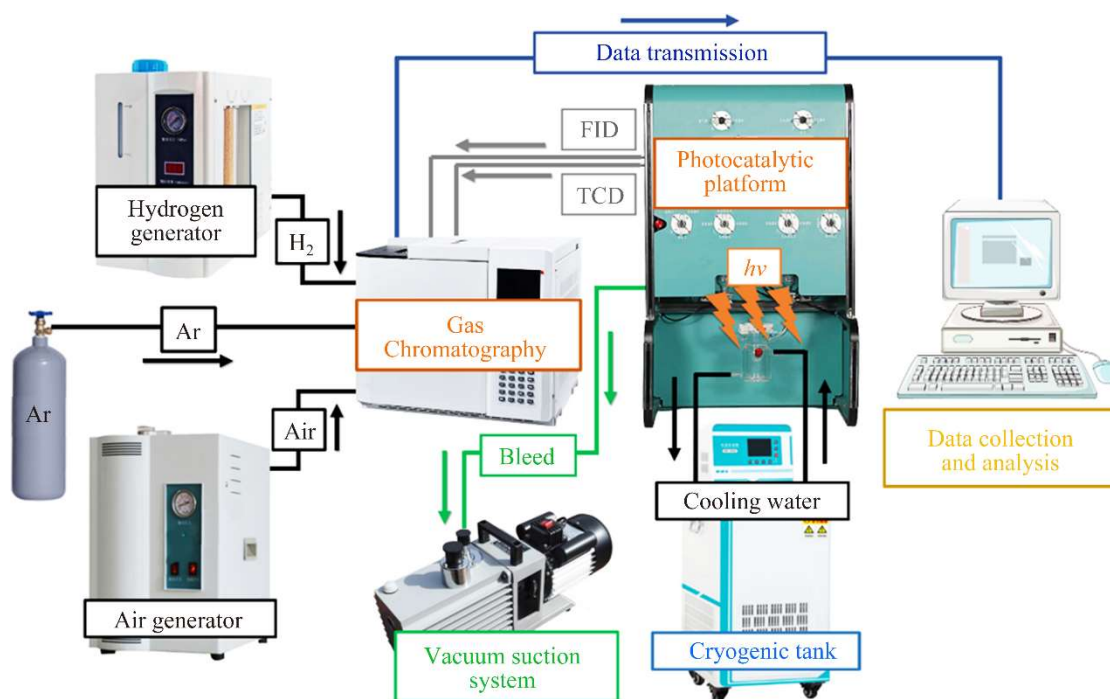 Data transmission
FID
TCD
Photocatalytic
platform
Hydrogen
generator
H₂
hv
Ar
Gas
Chromatography
Ar
Air
Bleed
Data collection
and analysis
Cooling water
Air generator
Vacuum suction
system
Cryogenic tank